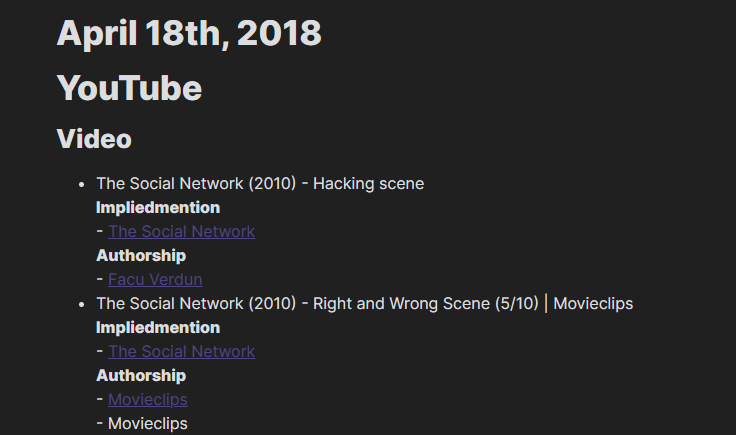 April 18th, 2018
YouTube
Video
• The Social Network (2010) - Hacking scene
Impliedmention
- The Social Network
Authorship
- Facu Verdun
• The Social Network (2010) - Right and Wrong Scene (5/10) | Movieclips
Impliedmention
- The Social Network
Authorship
- Movieclips
- Movieclips